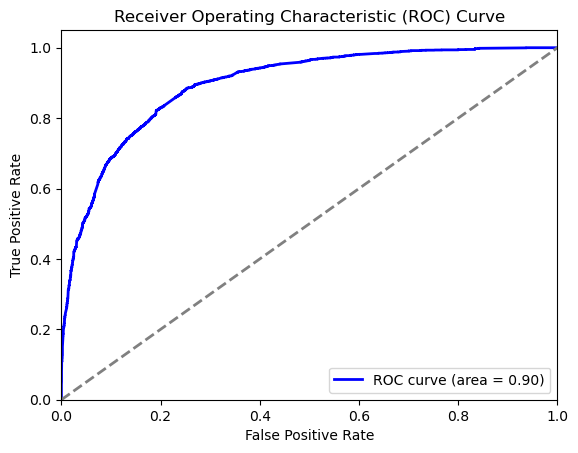 Receiver Operating Characteristic (ROC) Curve
1.0
0.8
0.6
0.4
0.2
0.0
True Positive Rate
ROC curve (area = 0.90)
0.0 0.2 0.4 0.6 0.8 1.0
False Positive Rate